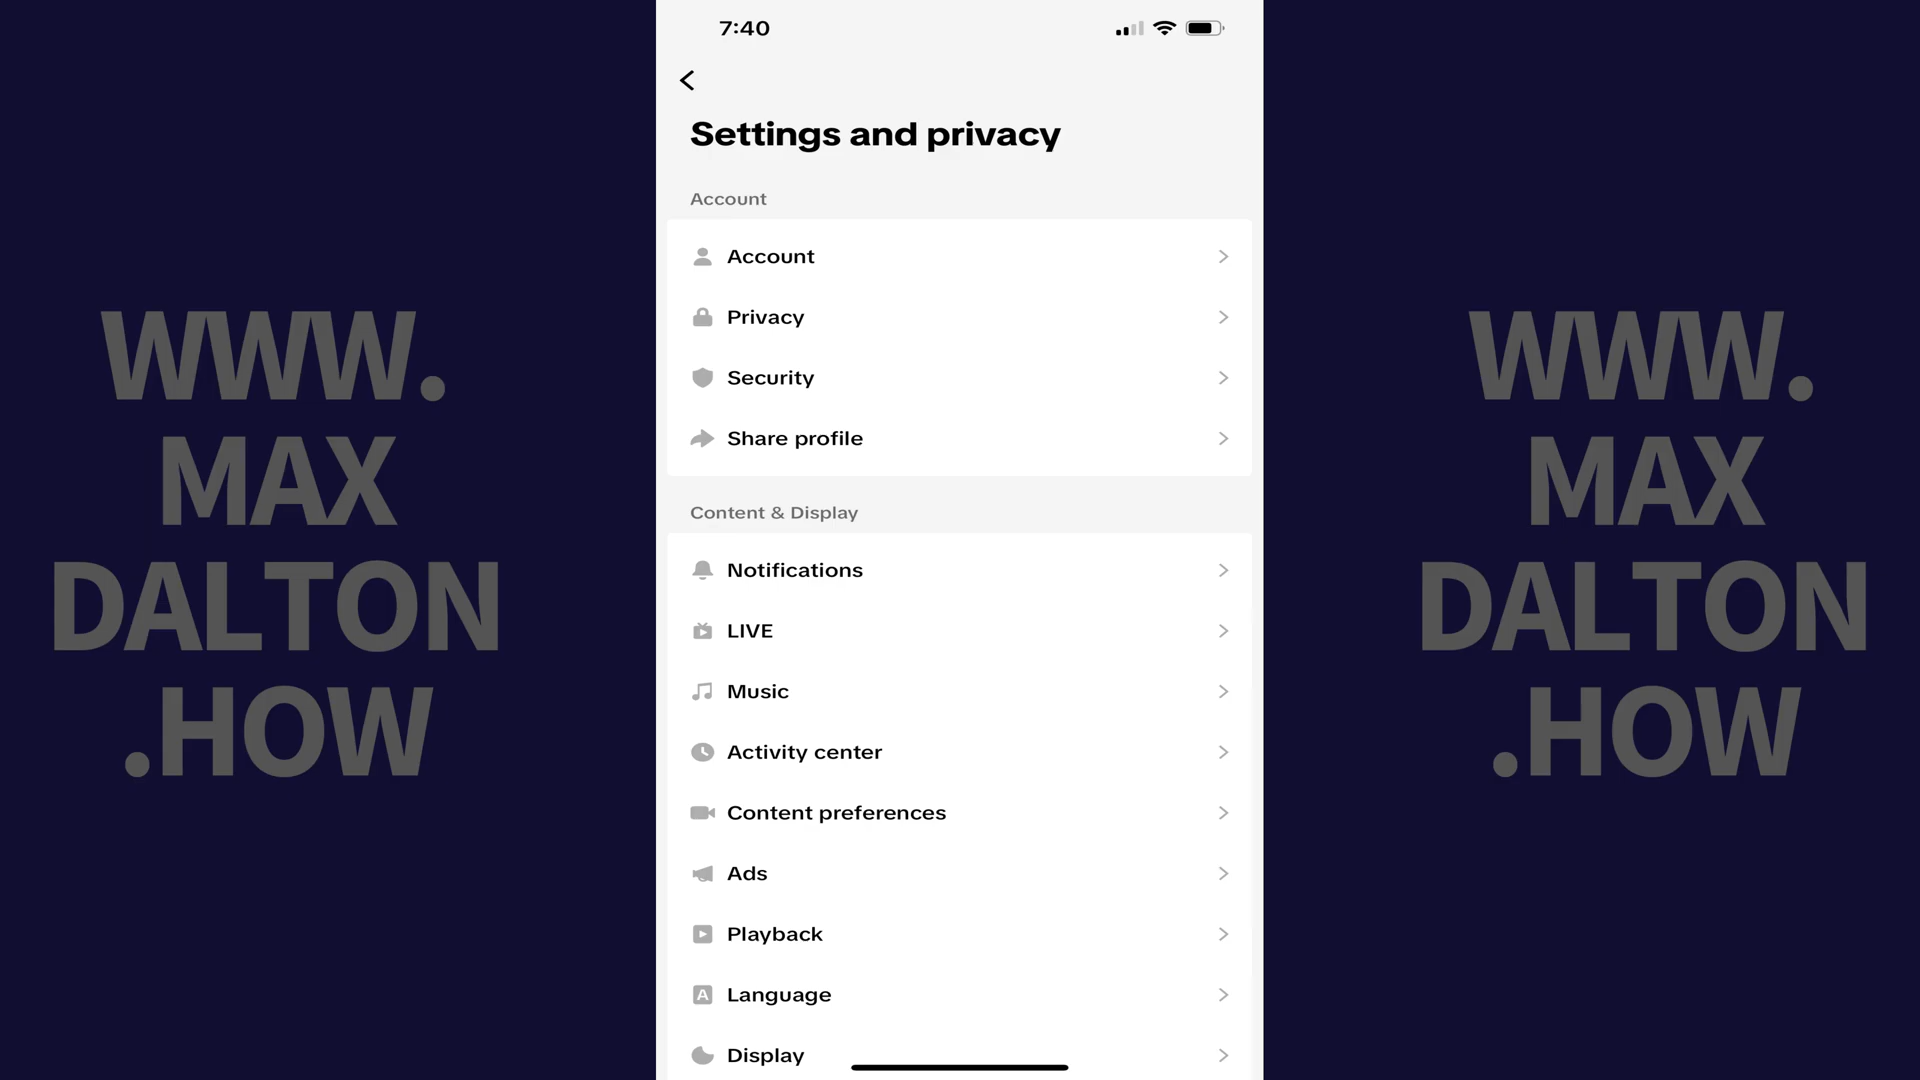 WWW.
MAX
DALTON
.HOW
7:40
Settings and privacy
Account
Account
Privacy
Security
Share profile
Content & Display
Notifications
LIVE
Music
Activity center
Content preferences
Ads
Playback
A Language
Display
WWW.
MAX
DALTON
.HOW